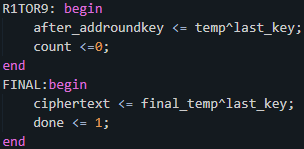 R1TOR9: begin
after_addroundkey <= temp^last_key;
count <=0;
end
FINAL:begin
ciphertext <= final_temp^last_key;
done <= 1;
end